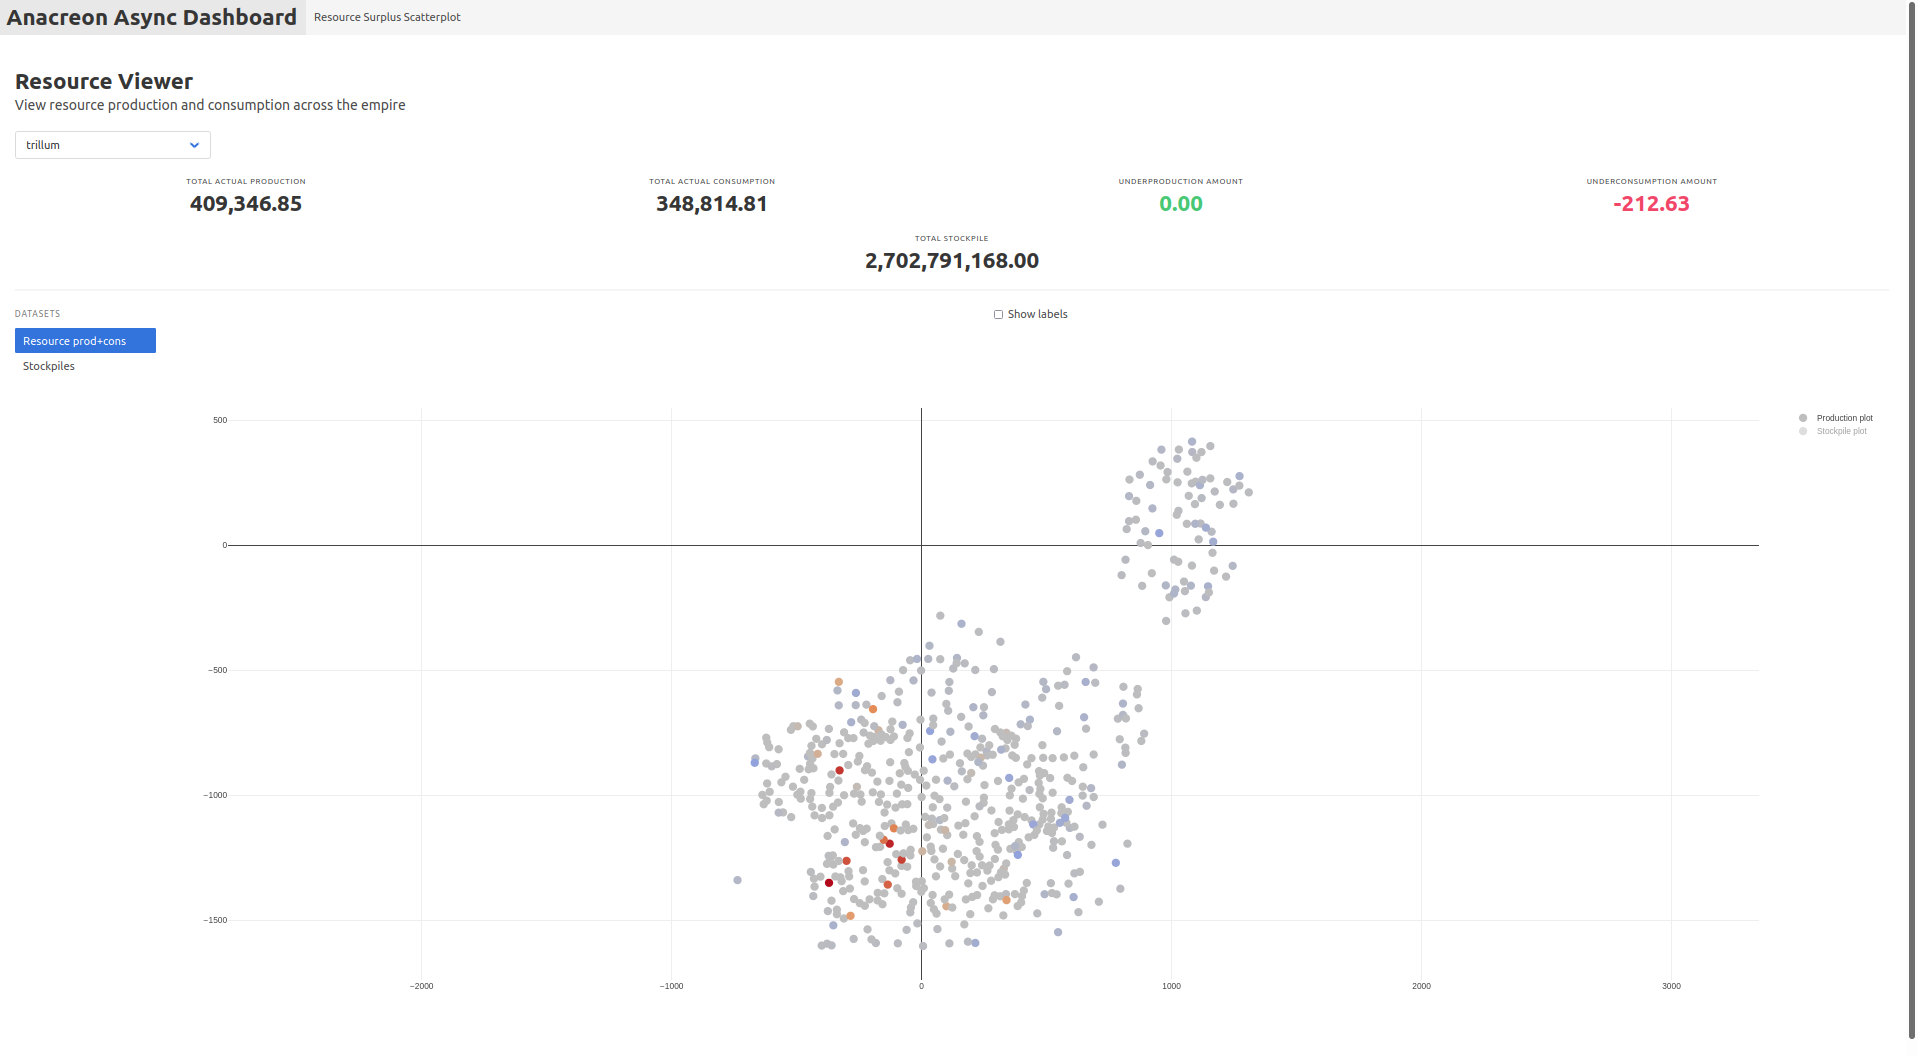 Anacreon Async Dashboard
Resource Surplus Scatterplot
Resource Viewer
View resource production and consumption across the empire
trillum
TOTAL ACTUAL PRODUCTION
409,346.85
TOTAL ACTUAL CONSUMPTION
348,814.81
UNDERPRODUCTION AMOUNT
0.00
UNDERCONSUMPTION AMOUNT
-212.63
TOTAL STOCKPILE
2,702,791,168.00
DATASETS
Resource prod+cons
Stockpiles
Show labels
Production plot
Stockpile plot
500
0
−500
−1000
−1500
−2000
−1000
0
1000
2000
3000